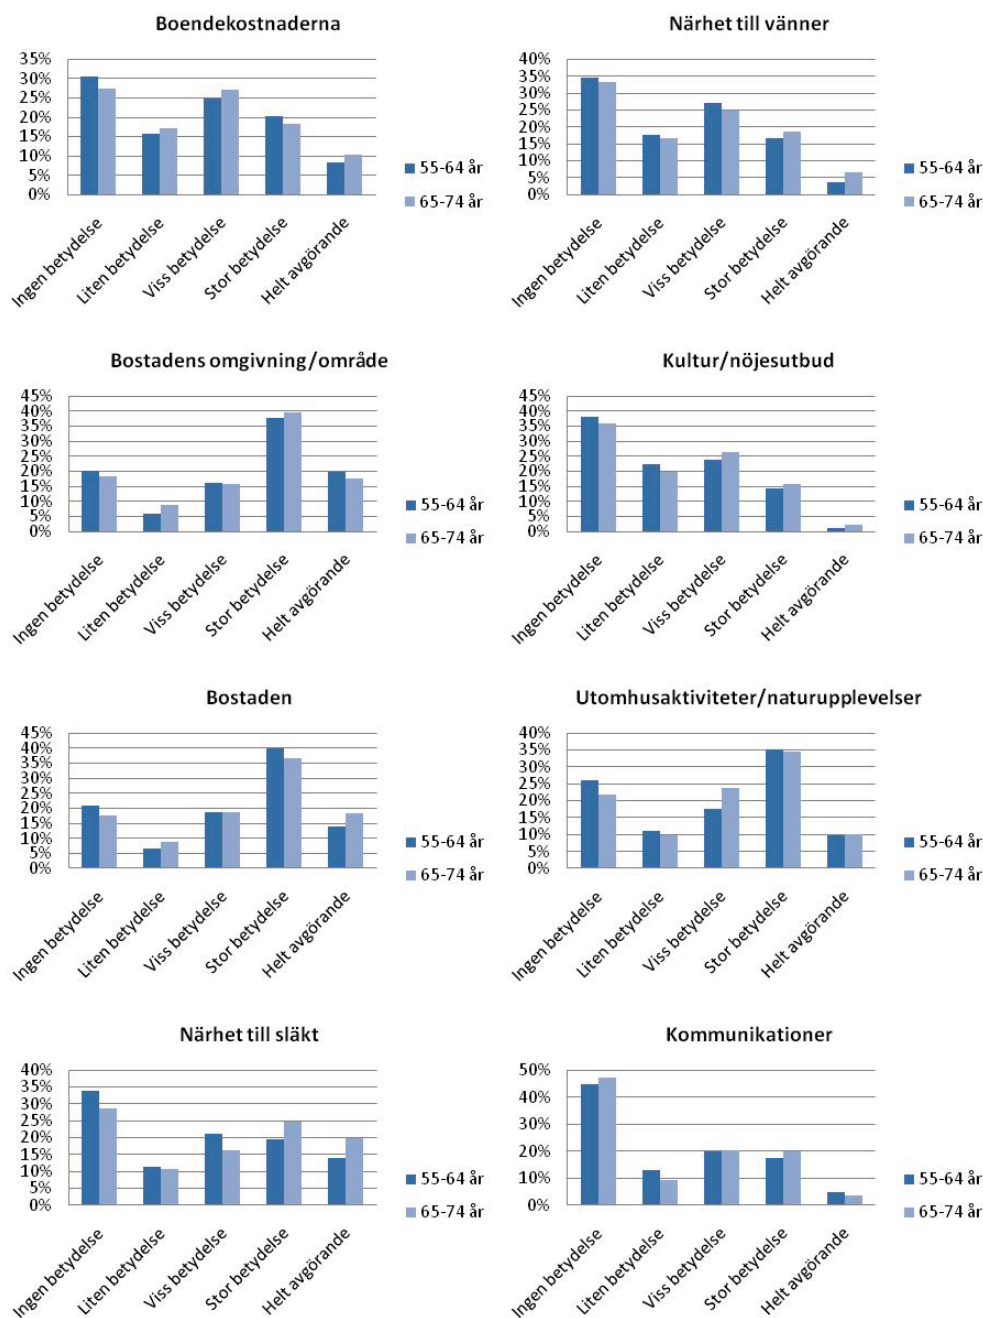 Boendekostnaderna
35%
30%
25%
20%
15%
10%
5%
0%
55-64 år
65-74 år
Ingen betydelse
Liten betydelse
Viss betydelse
Stor betydelse
Helt avgörande
Närhet till vänner
40%
35%
30%
25%
20%
15%
10%
5%
0%
55-64 år
65-74 år
Ingen betydelse
Liten betydelse
Viss betydelse
Stor betydelse
Helt avgörande
Bostadens omgivning/område
45%
40%
35%
30%
25%
20%
15%
10%
5%
0%
55-64 år
65-74 år
Ingen betydelse
Liten betydelse
Viss betydelse
Stor betydelse
Helt avgörande
Kultur/nöjesutbud
45%
40%
35%
30%
25%
20%
15%
10%
5%
0%
55-64 år
65-74 år
Ingen betydelse
Liten betydelse
Viss betydelse
Stor betydelse
Helt avgörande
Bostaden
45%
40%
35%
30%
25%
20%
15%
10%
5%
0%
55-64 år
65-74 år
Ingen betydelse
Liten betydelse
Viss betydelse
Stor betydelse
Helt avgörande
Utomhusaktiviteter/naturupplevelser
40%
35%
30%
25%
20%
15%
10%
5%
0%
55-64 år
65-74 år
Ingen betydelse
Liten betydelse
Viss betydelse
Stor betydelse
Helt avgörande
Närhet till släkt
40%
35%
30%
25%
20%
15%
10%
5%
0%
55-64 år
65-74 år
Ingen betydelse
Liten betydelse
Viss betydelse
Stor betydelse
Helt avgörande
Kommunikationer
50%
40%
30%
20%
10%
0%
55-64 år
65-74 år
Ingen betydelse
Liten betydelse
Viss betydelse
Stor betydelse
Helt avgörande